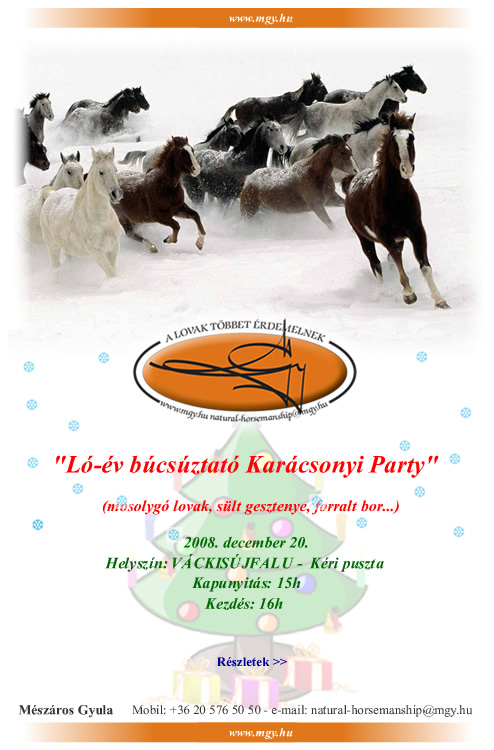 www.mgy.hu
A LOVAK TÖBBET ÉRDEMELNEK
www.mgy.hu natural-horsemanship@mgy.hu
"Ló-év búcsúztató Karácsonyi Party"
(mosolygó lovak, sült gesztenye, forralt bor...)
2008. december 20.
Helyszín: VÁCKISÚJFALU - Kéri puszta
Kapunyitás: 15h
Kezdés: 16h
Részletek >>
Mészáros Gyula Mobil: +36 20 576 50 50 - e-mail: natural-horsemanship@mgy.hu
www.mgy.hu